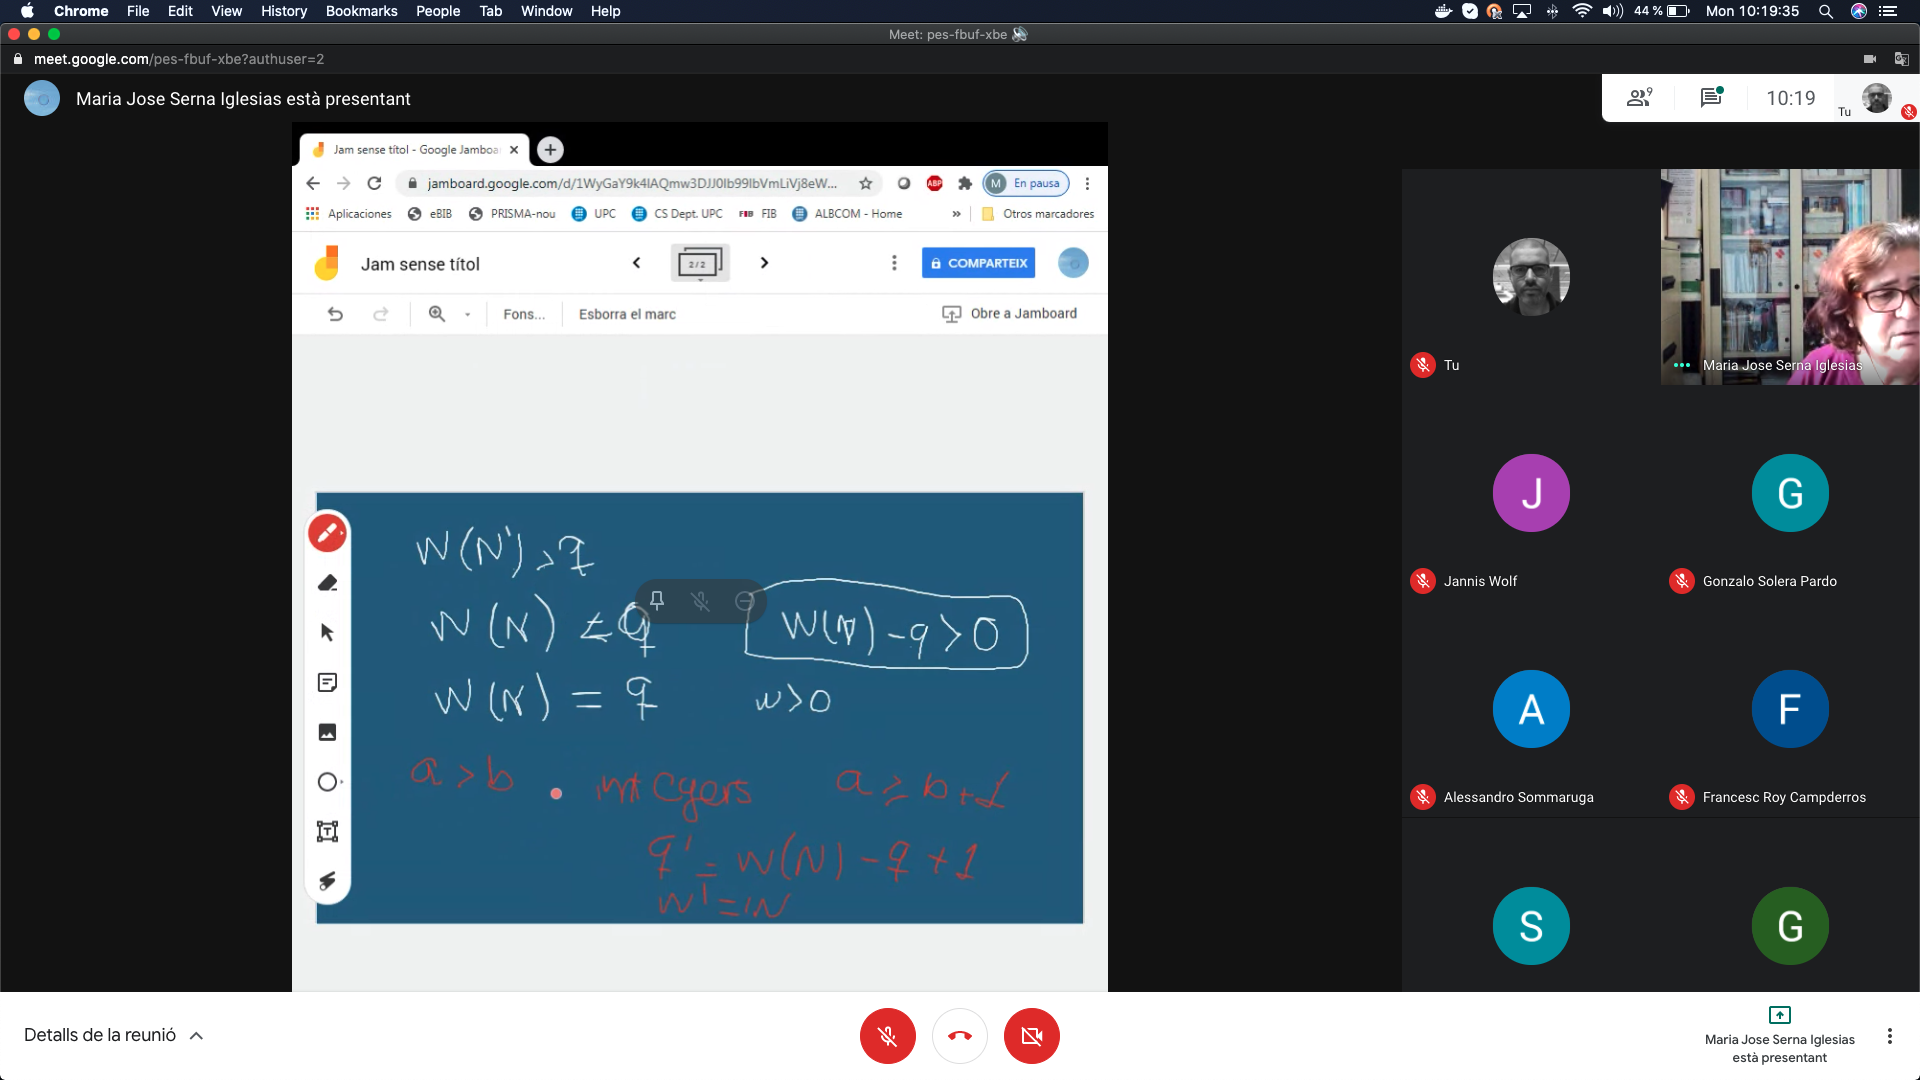 Chrome File Edit View History Bookmarks People Tab Window Help 44 % Mon 10:19:35
Meet: pes-fbuf-xbe
meet.google.com/pes-fbuf-xbe?authuser=2
Maria Jose Serna Iglesias està presentant
9 10:19 Tu
Jam sense títol - Google Jamboa
jamboard.google.com/d/1WyGaY9k4lAQmw3DJJ0lb99lbVmLiVj8eW... ABP M En pausa
Aplicaciones eBIB PRISMA-nou UPC CS Dept. UPC FIB FIB ALBCOM - Home » Otros marcadores
Jam sense títol 2/2 COMPARTEIX
Fons... Esborra el marc Obre a Jamboard
W(N') > q
W(N) ≤ q
W(N) - q > 0
W(N) = q w > 0
a > b integers a ≥ b + 1
q' = W(N) - q + 1
w' = w
Tu
Maria Jose Serna Iglesias
J
G
Jannis Wolf
Gonzalo Solera Pardo
A
F
Alessandro Sommaruga
Francesc Roy Campderros
S
G
Detalls de la reunió
Maria Jose Serna Iglesias
està presentant